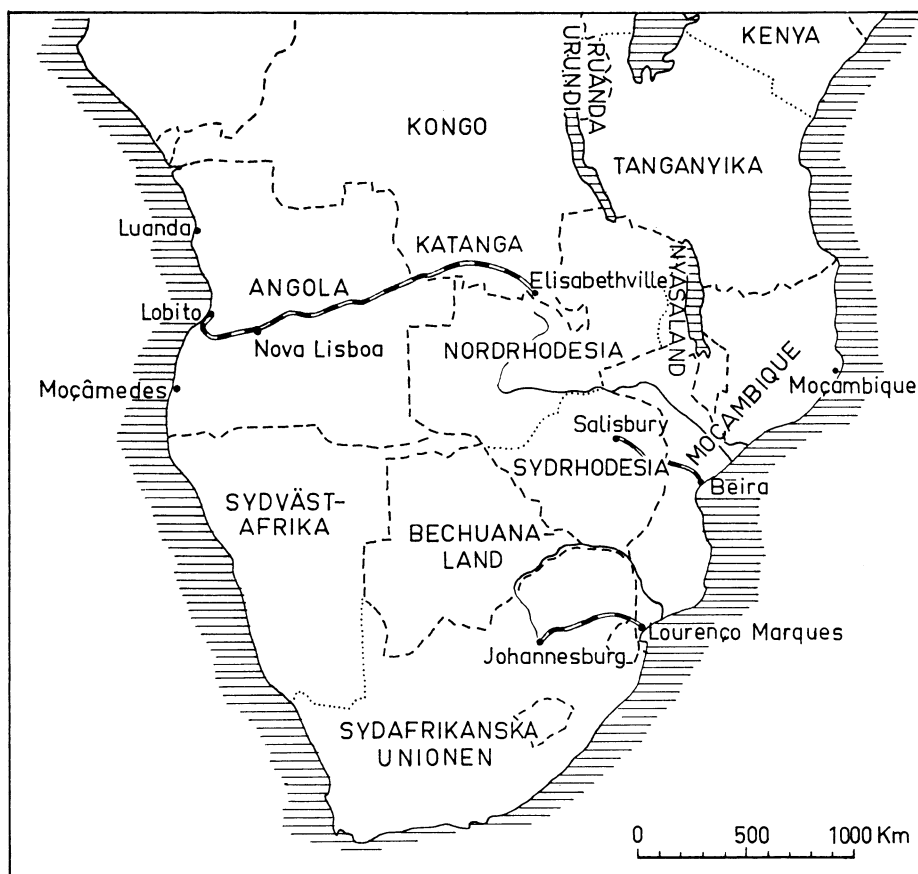 KENYA
RUANDA
URUNDI
KONGO
TANGANYIKA
Luanda
KATANGA
NYASALAND
ANGOLA
Elisabethville
Lobito
Nova Lisboa
NORDRHODESIA
Moçâmedes
MOÇAMBIQUE
Moçambique
Salisbury
SYDRHODESIA
Beira
SYDVÄST-
AFRIKA
BECHUANA-
LAND
Lourenço Marques
Johannesburg
SYDAFRIKANSKA
UNIONEN
0 500 1000 Km